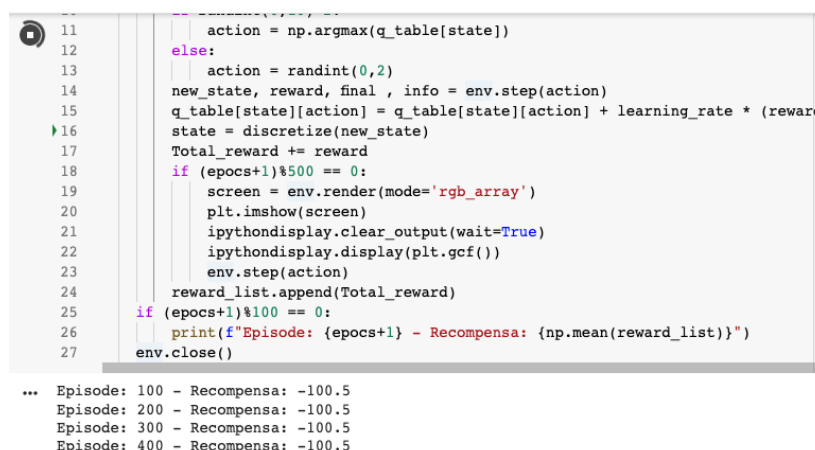 11 action = np.argmax(q_table[state])
12 else:
13 action = randint(0,2)
14 new_state, reward, final , info = env.step(action)
15 q_table[state][action] = q_table[state][action] + learning_rate * (rewar
16 state = discretize(new_state)
17 Total_reward += reward
18 if (epocs+1)%500 == 0:
19 screen = env.render(mode='rgb_array')
20 plt.imshow(screen)
21 ipythondisplay.clear_output(wait=True)
22 ipythondisplay.display(plt.gcf())
23 env.step(action)
24 reward_list.append(Total_reward)
25 if (epocs+1)%100 == 0:
26 print(f"Episode: {epocs+1} - Recompensa: {np.mean(reward_list)}")
27 env.close()
Episode: 100 - Recompensa: -100.5
Episode: 200 - Recompensa: -100.5
Episode: 300 - Recompensa: -100.5
Episode: 400 - Recompensa: -100.5